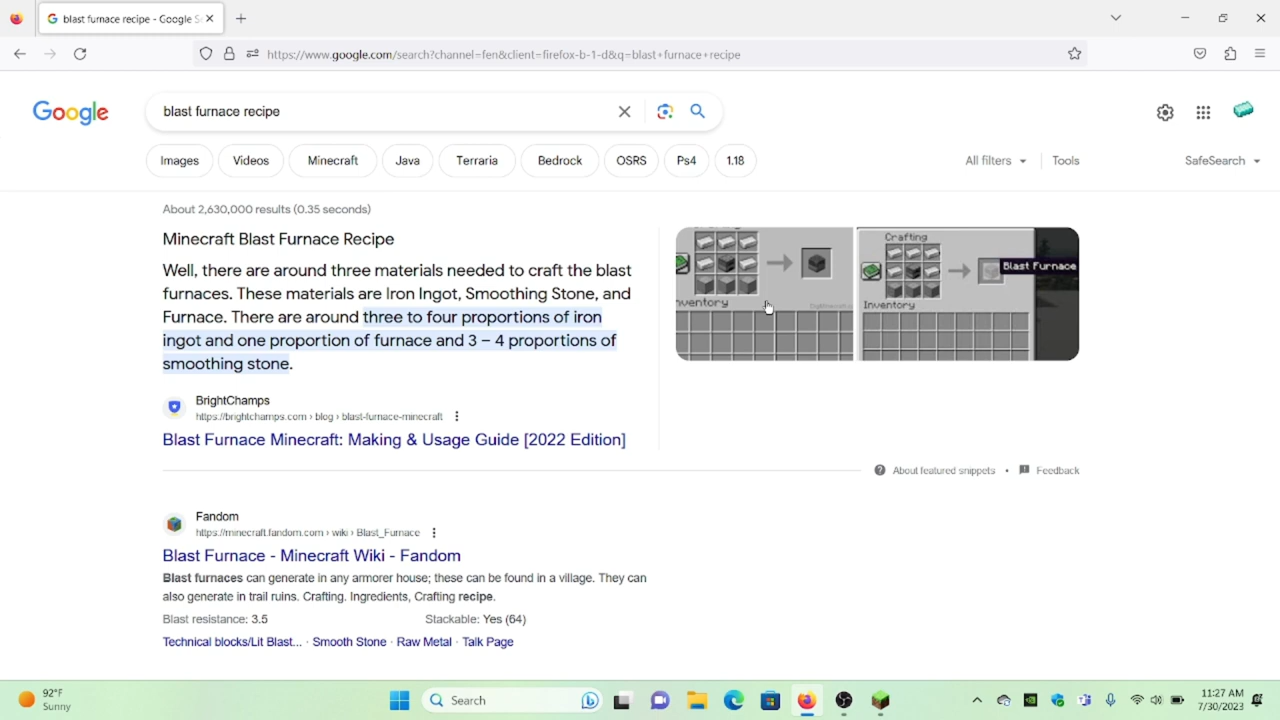 blast furnace recipe - Google S
https://www.google.com/search?channel=fen&client=firefox-b-1-d&q=blast+furnace+recipe
Google
blast furnace recipe
Images
Videos
Minecraft
Java
Terraria
Bedrock
OSRS
Ps4
1.18
All filters
Tools
SafeSearch
About 2,630,000 results (0.35 seconds)
Minecraft Blast Furnace Recipe
Well, there are around the materials needed to craft the blast
furnaces. These materials are Iron Ingot, Smoothing Stone, and
Furnace. There are around three to four proportions of iron
ingot and one proportion of furnace and 3 – 4 proportions of
smoothing stone.
nventory
Crafting
Blast Furnace
Inventory
BrightChamps
https://brightchamps.com › blog › blast-furnace-minecraft
Blast Furnace Minecraft: Making & Usage Guide [2022 Edition]
About featured snippets
•
Feedback
Fandom
https://minecraft.fandom.com › wiki › Blast_Furnace
Blast Furnace - Minecraft Wiki - Fandom
Blast furnaces can generate in any armorer house; these can be found in a village. They can
also generate in trail ruins. Crafting. Ingredients, Crafting recipe.
Blast resistance: 3.5
Stackable: Yes (64)
Technical blocks/Lit Blast... · Smooth Stone · Raw Metal · Talk Page
92°F
Sunny
Search
11:27 AM
7/30/2023